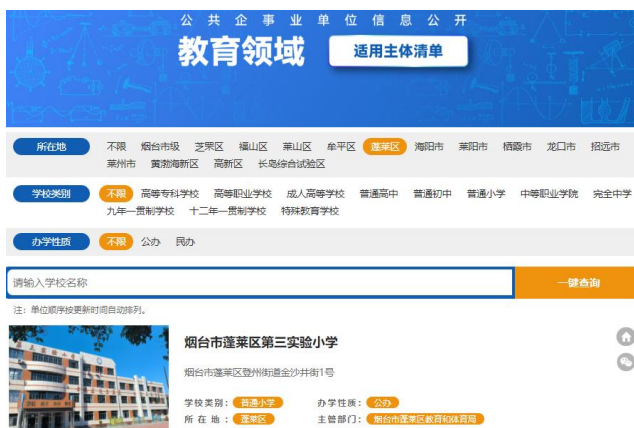 公共企事业单位信息公开
教育领域 适用主体清单
所在地 不限 烟台市级 芝罘区 福山区 莱山区 牟平区 蓬莱区 海阳市 莱阳市 栖霞市 龙口市 招远市
莱州市 黄渤海新区 高新区 长岛综合试验区
学校类别 不限 高等专科学校 高等职业学校 成人高等学校 普通高中 普通初中 普通小学 中等职业学院 完全中学
九年一贯制学校 十二年一贯制学校 特殊教育学校
办学性质 不限 公办 民办
请输入学校名称 一键查询
注：单位顺序按更新时间自动排列。
烟台市蓬莱区第三实验小学
烟台市蓬莱区登州街道金沙井街1号
学校类别：普通小学 办学性质：公办
所在地：蓬莱区 主管部门：烟台市蓬莱区教育和体育局